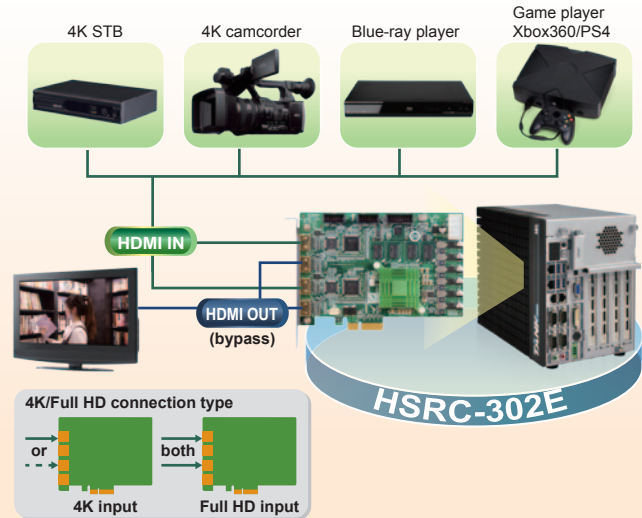 4K STB
4K camcorder
Blue-ray player
Game player
Xbox360/PS4
HDMI IN
HDMI OUT
(bypass)
TANK
HSRC-302E
4K/Full HD connection type
or
both
4K input
Full HD input